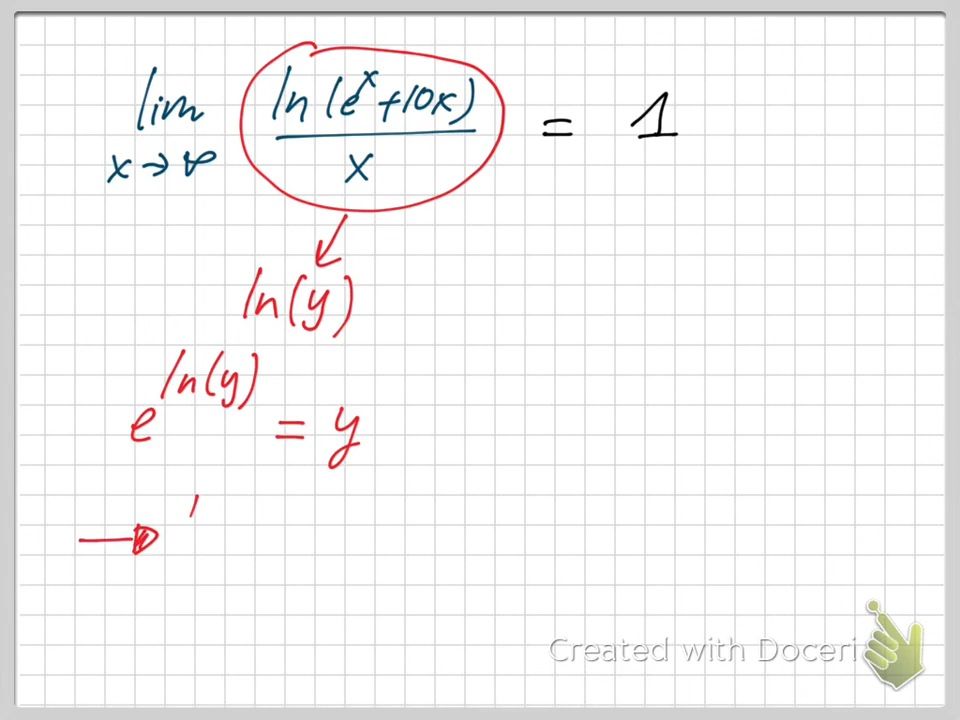 lim ln(e^x+10x)/x = 1
x→∞
ln(y)
e^ln(y) = y
→
Created with Doceri